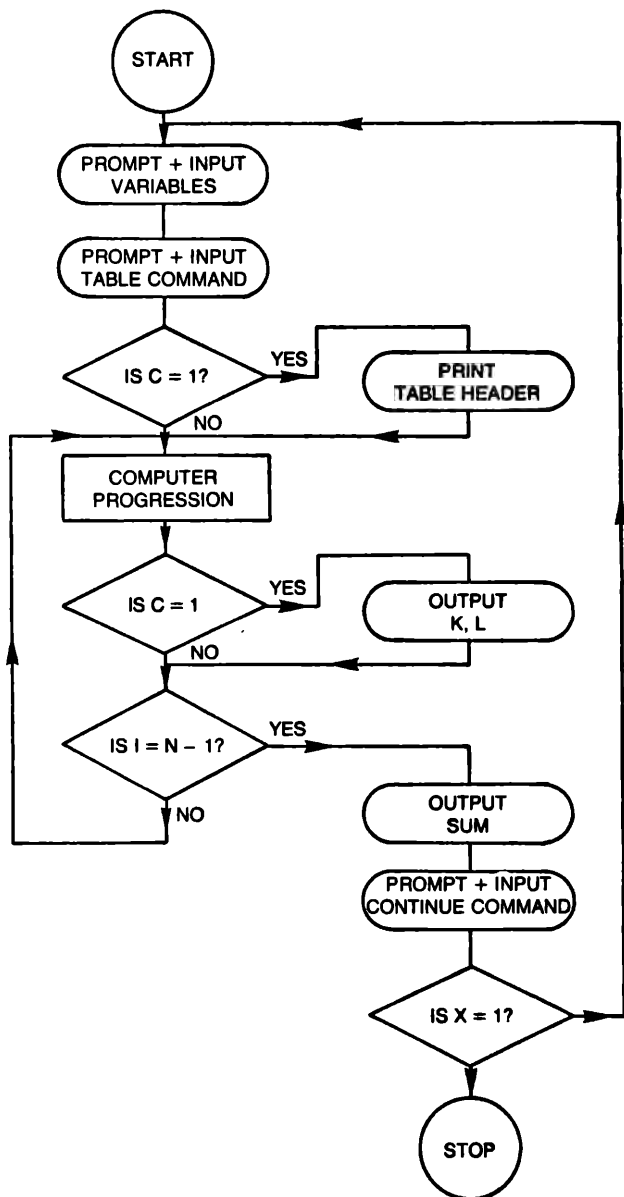 START
PROMPT + INPUT
VARIABLES
PROMPT + INPUT
TABLE COMMAND
IS C = 1?
YES
PRINT
TABLE HEADER
NO
COMPUTER
PROGRESSION
IS C = 1
YES
OUTPUT
K, L
NO
IS I = N – 1?
YES
NO
OUTPUT
SUM
PROMPT + INPUT
CONTINUE COMMAND
IS X = 1?
STOP